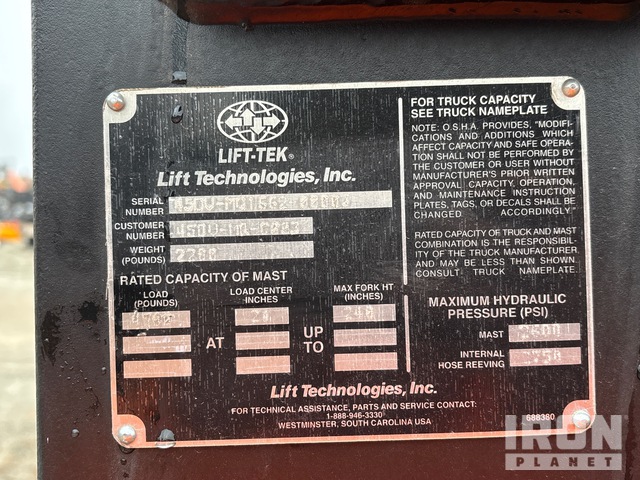 LIFT-TEK®
Lift Technologies, Inc.
SERIAL
NUMBER
CUSTOMER
NUMBER
WEIGHT
(POUNDS)
RATED CAPACITY OF MAST
LOAD
(POUNDS)
LOAD CENTER
INCHES
MAX FORK HT
(INCHES)
AT
UP
TO
FOR TRUCK CAPACITY
SEE TRUCK NAMEPLATE
NOTE: O.S.H.A. PROVIDES, "MODIFI-
CATIONS AND ADDITIONS WHICH
AFFECT CAPACITY AND SAFE OPERA-
TION SHALL NOT BE PERFORMED BY
THE CUSTOMER OR USER WITHOUT
MANUFACTURER'S PRIOR WRITTEN
APPROVAL CAPACITY, OPERATION,
AND MAINTENANCE INSTRUCTION
PLATES, TAGS, OR DECALS SHALL BE
CHANGED ACCORDINGLY."
RATED CAPACITY OF TRUCK AND MAST
COMBINATION IS THE RESPONSIBILITY
OF THE TRUCK MANUFACTURER
AND MAY BE LESS THAN SHOWN.
CONSULT TRUCK NAMEPLATE.
MAXIMUM HYDRAULIC
PRESSURE (PSI)
MAST
INTERNAL
HOSE REEVING
Lift Technologies, Inc.
FOR TECHNICAL ASSISTANCE, PARTS AND SERVICE CONTACT:
1-888-946-3330
WESTMINSTER, SOUTH CAROLINA USA
688360
IRON
PLANET